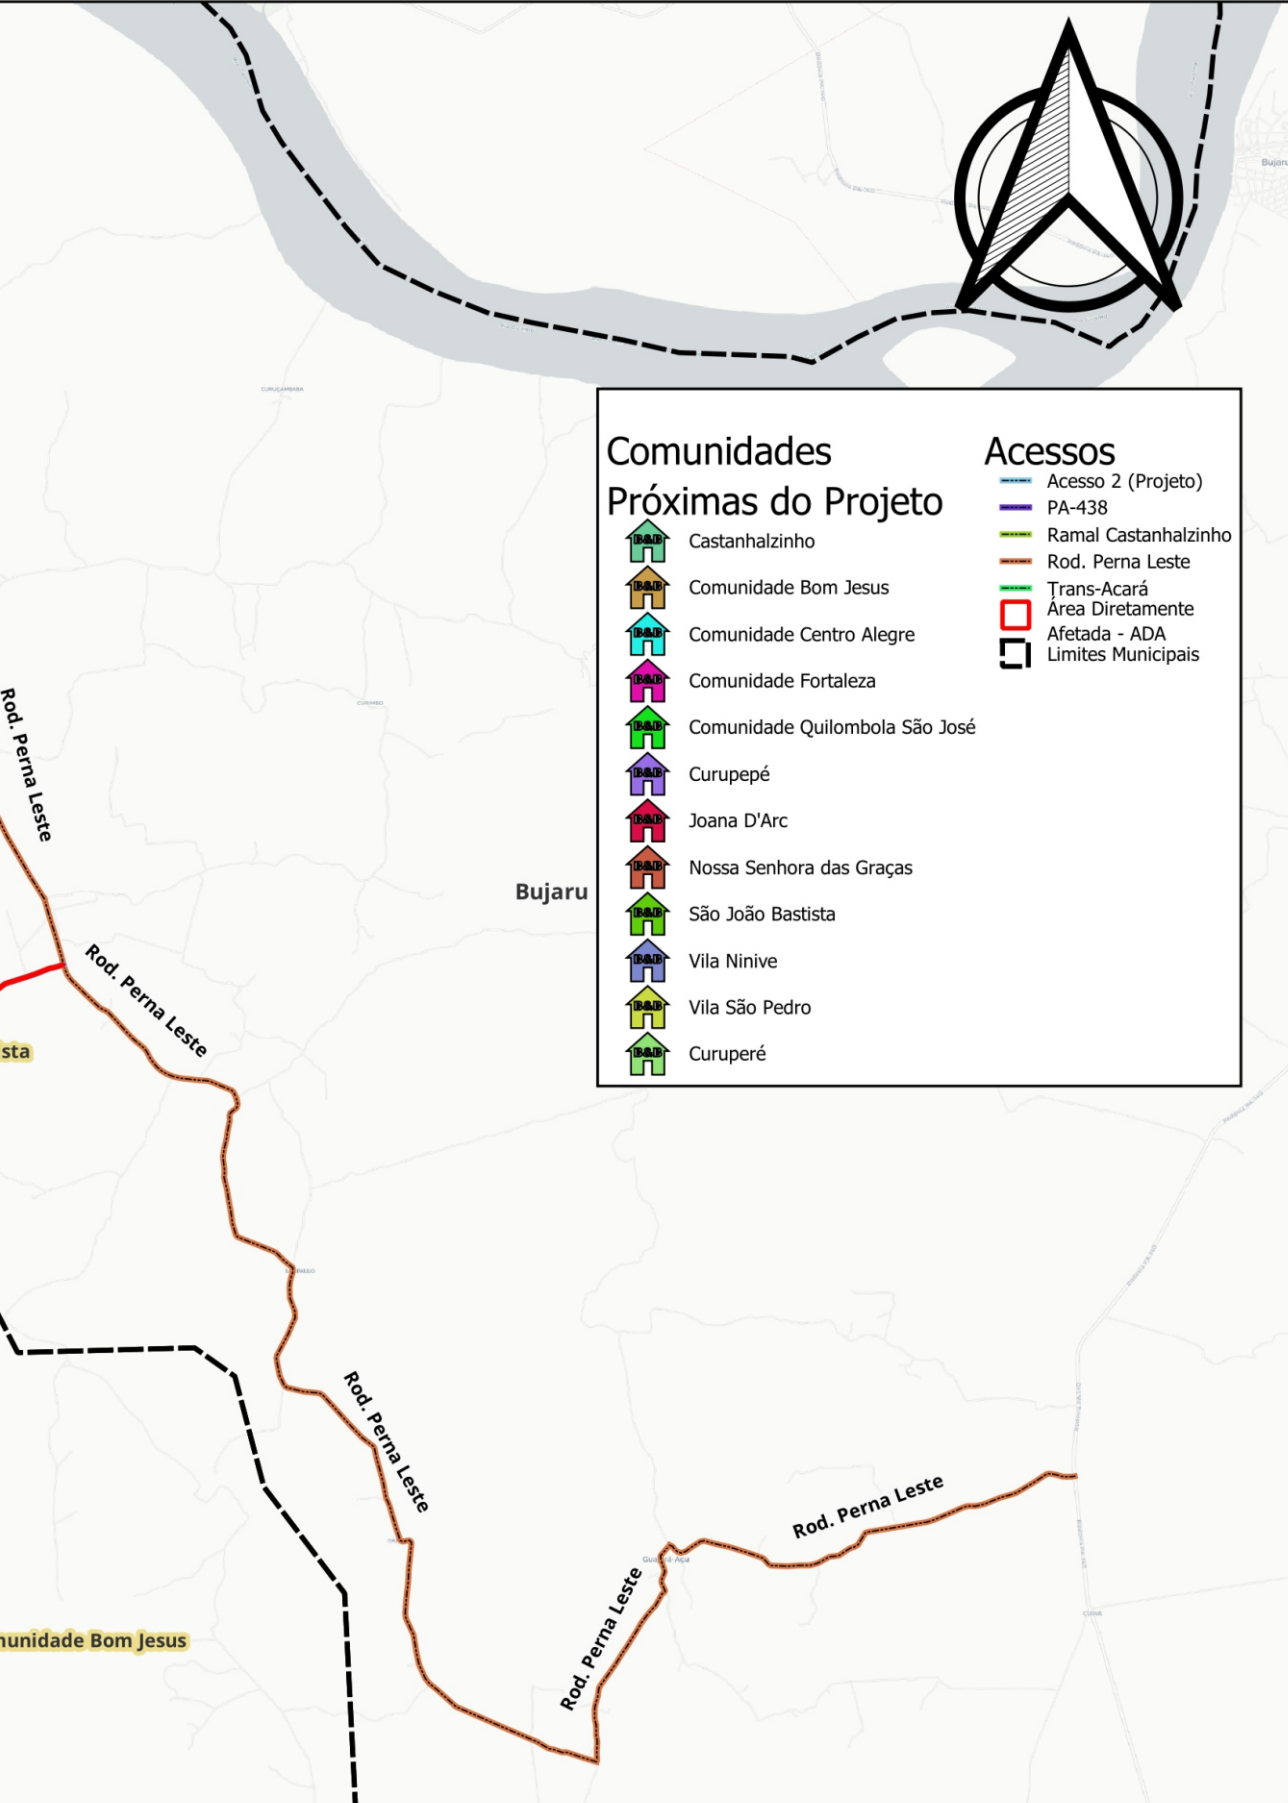 Bujaru
CURUÇAMBABA
Comunidades
Próximas do Projeto
Castanhalzinho
Comunidade Bom Jesus
Comunidade Centro Alegre
Comunidade Fortaleza
Comunidade Quilombola São José
Curupepé
Joana D'Arc
Nossa Senhora das Graças
São João Bastista
Vila Ninive
Vila São Pedro
Curuperé
Acessos
Acesso 2 (Projeto)
PA-438
Ramal Castanhalzinho
Rod. Perna Leste
Trans-Acará
Área Diretamente
Afetada - ADA
Limites Municipais
Rod. Perna Leste
Bujaru
Rod. Perna Leste
sta
Rod. Perna Leste
Rod. Perna Leste
Rod. Perna Leste
munidade Bom Jesus